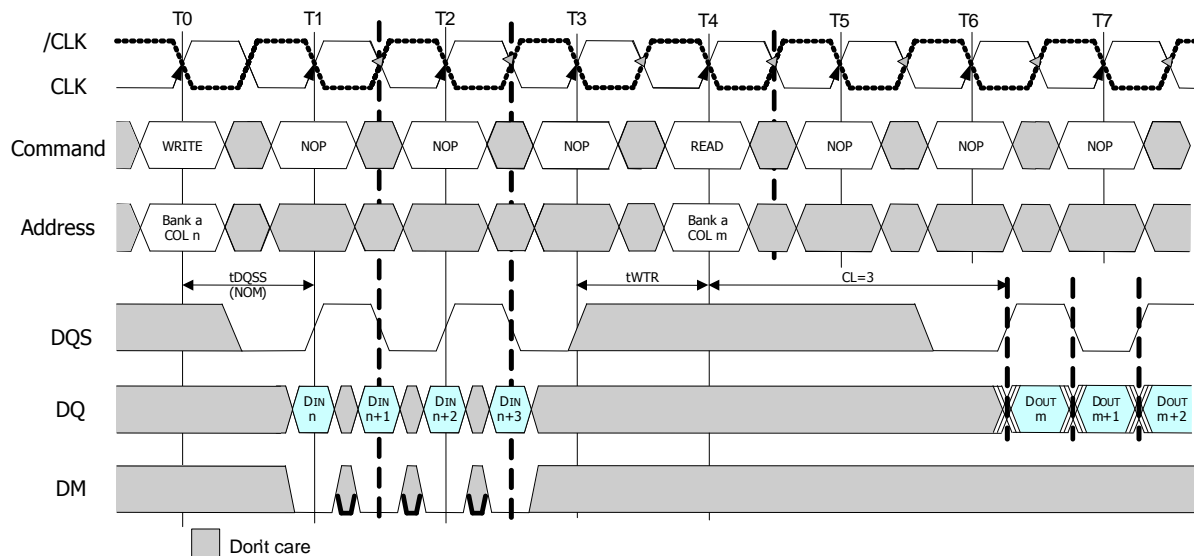 T0 T1 T2 T3 T4 T5 T6 T7
/CLK
CLK
Command WRITE NOP NOP NOP READ NOP NOP NOP
Address Bank a COL n Bank a COL m
tDQSS (NOM) tWTR CL=3
DQS
DQ DIN n DIN n+1 DIN n+2 DIN n+3 DOUT m DOUT m+1 DOUT m+2
DM
Don't care